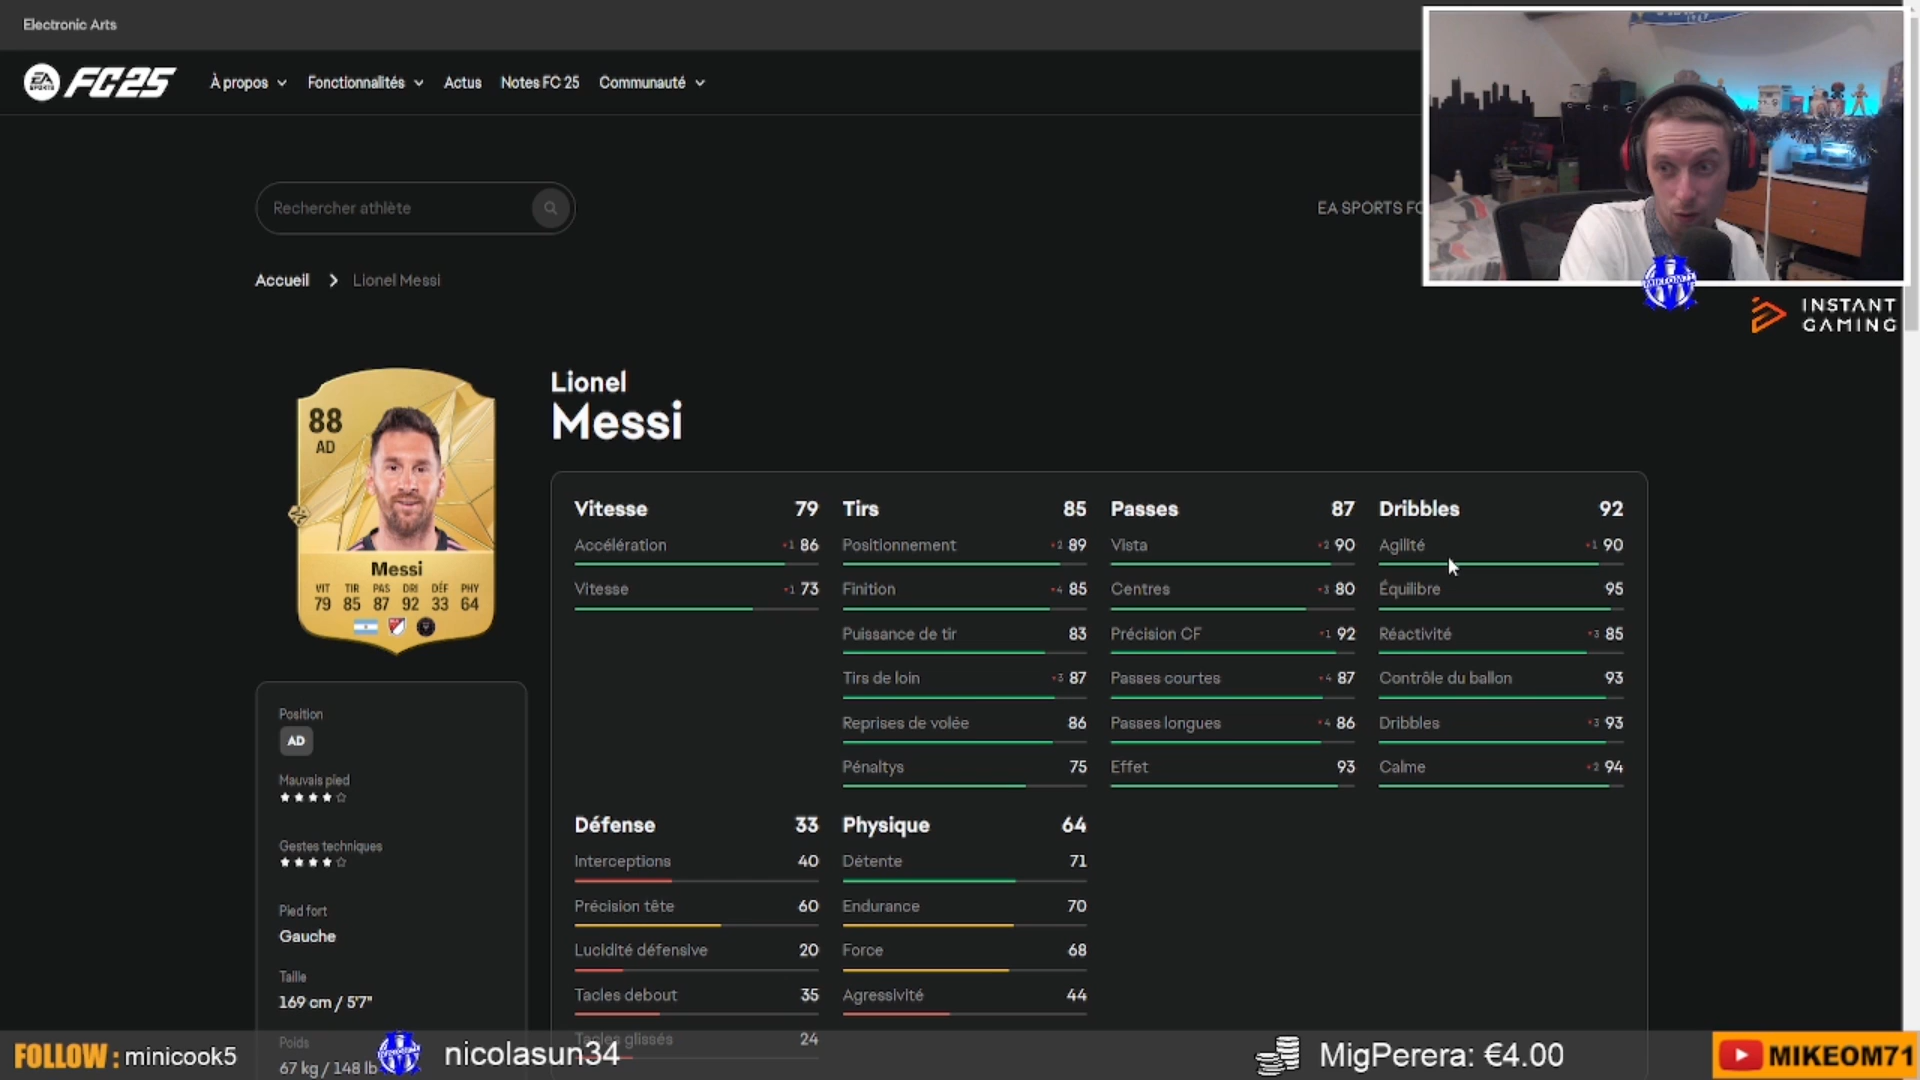 Electronic Arts
EA SPORTS FC25 À propos Fonctionnalités Actus Notes FC 25 Communauté
Rechercher athlète
EA SPORTS FC
Accueil Lionel Messi
INSTANT GAMING
88
AD
Messi
VIT TIR PAS DRI DÉF PHY
79 85 87 92 33 64
Lionel
Messi
Vitesse 79
Accélération -1 86
Vitesse -1 73
Tirs 85
Positionnement -2 89
Finition -4 85
Puissance de tir 83
Tirs de loin -3 87
Reprises de volée 86
Pénaltys 75
Passes 87
Vista -2 90
Centres -3 80
Précision CF -1 92
Passes courtes -4 87
Passes longues -4 86
Effet 93
Dribbles 92
Agilité -1 90
Équilibre 95
Réactivité -3 85
Contrôle du ballon 93
Dribbles -3 93
Calme -2 94
Défense 33
Interceptions 40
Précision tête 60
Lucidité défensive 20
Tacles debout 35
Tacles glissés 24
Physique 64
Détente 71
Endurance 70
Force 68
Agressivité 44
Position
AD
Mauvais pied
Gestes techniques
Pied fort
Gauche
Taille
169 cm / 5'7"
Poids
67 kg / 148 lb
FOLLOW : minicook5 nicolasun34 MigPerera: €4.00 MIKEOM71